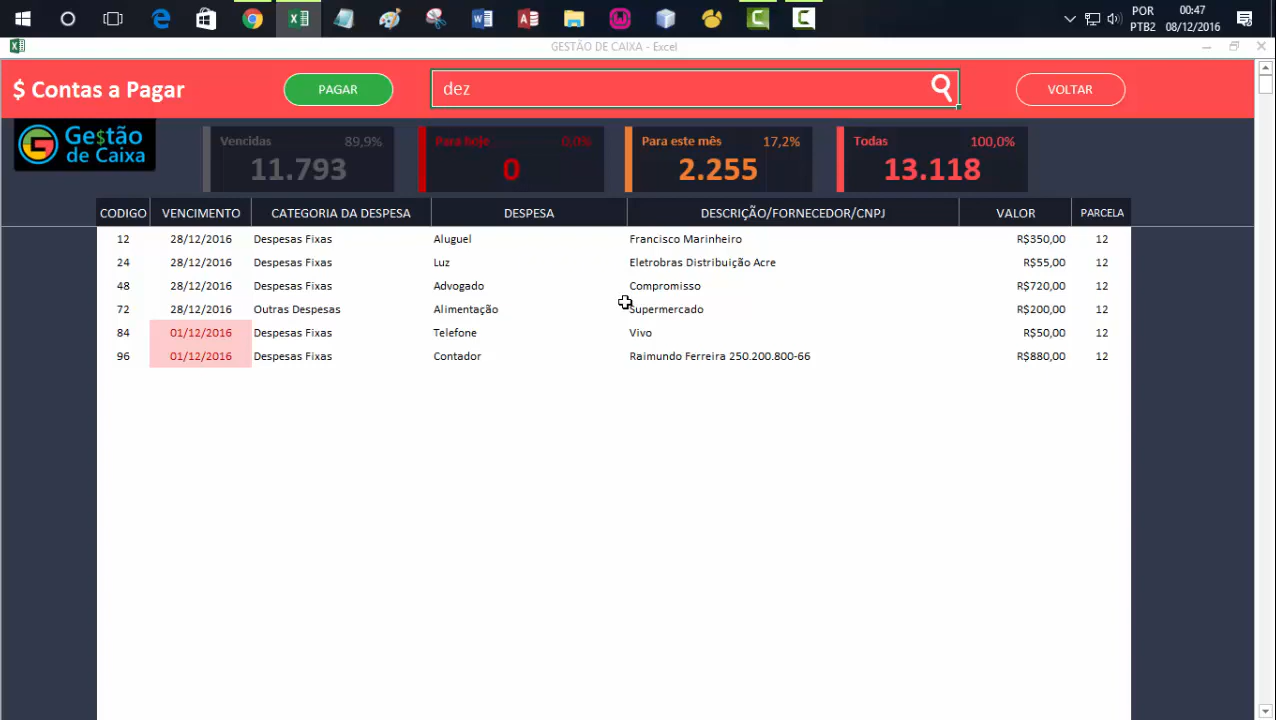 POR 00:47
PTB2 08/12/2016
GESTÃO DE CAIXA - Excel
$ Contas a Pagar PAGAR dez VOLTAR
Ge$tão
de Caixa
Vencidas 89,9% Para hoje 0,0% Para este mês 17,2% Todas 100,0%
11.793 0 2.255 13.118
CODIGO VENCIMENTO CATEGORIA DA DESPESA DESPESA DESCRIÇÃO/FORNECEDOR/CNPJ VALOR PARCELA
12 28/12/2016 Despesas Fixas Aluguel Francisco Marinheiro R$350,00 12
24 28/12/2016 Despesas Fixas Luz Eletrobras Distribuição Acre R$55,00 12
48 28/12/2016 Despesas Fixas Advogado Compromisso R$720,00 12
72 28/12/2016 Outras Despesas Alimentação Supermercado R$200,00 12
84 01/12/2016 Despesas Fixas Telefone Vivo R$50,00 12
96 01/12/2016 Despesas Fixas Contador Raimundo Ferreira 250.200.800-66 R$880,00 12